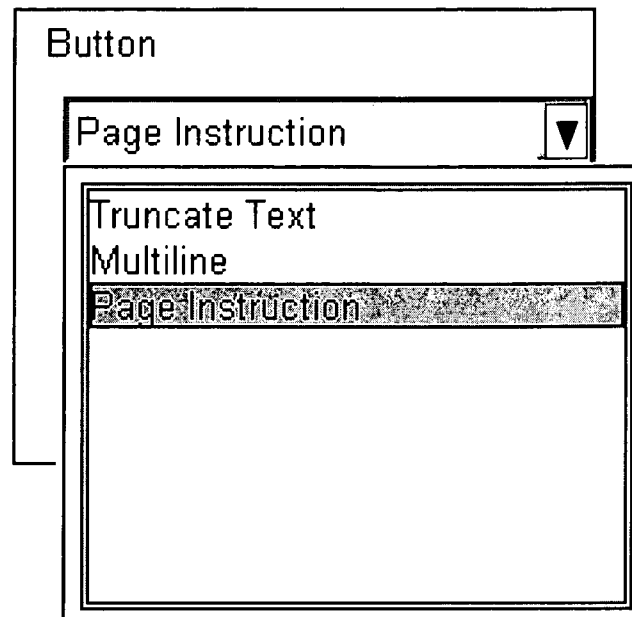 Button
Page Instruction
Truncate Text
Multiline
Page Instruction